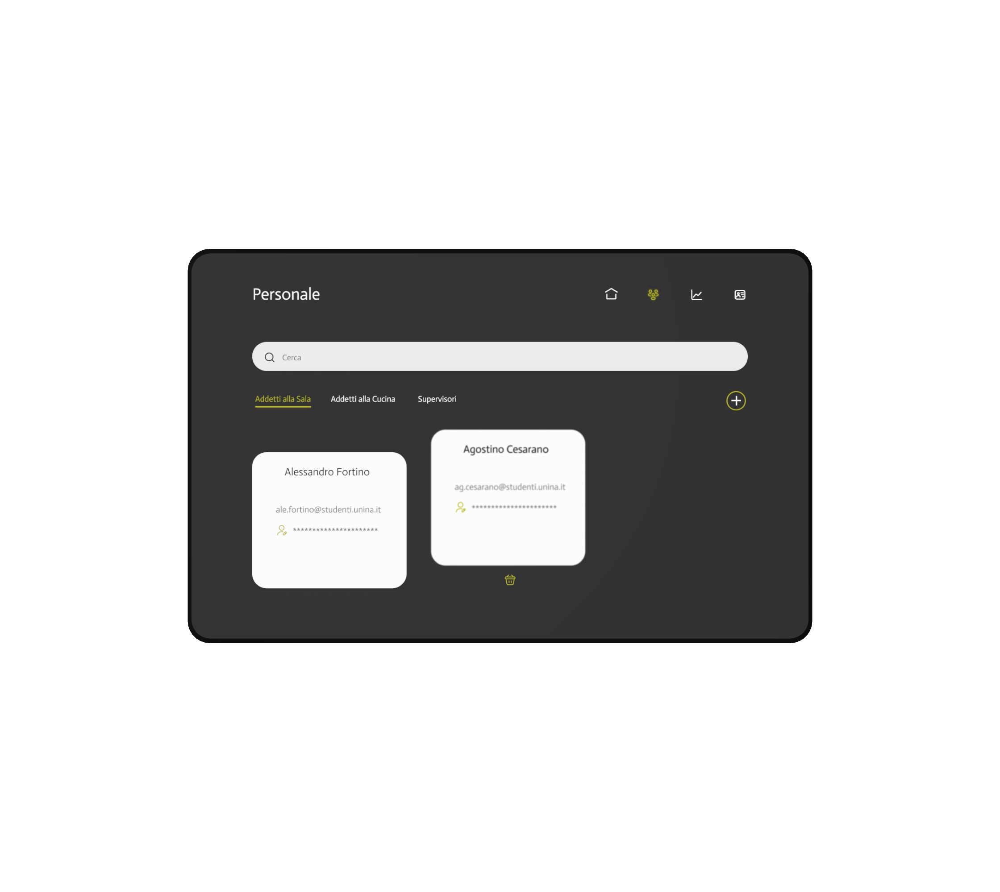 Personale
Cerca
Addetti alla Sala
Addetti alla Cucina
Supervisori
Alessandro Fortino
ale.fortino@studenti.unina.it
**********************
Agostino Cesarano
ag.cesarano@studenti.unina.it
**********************